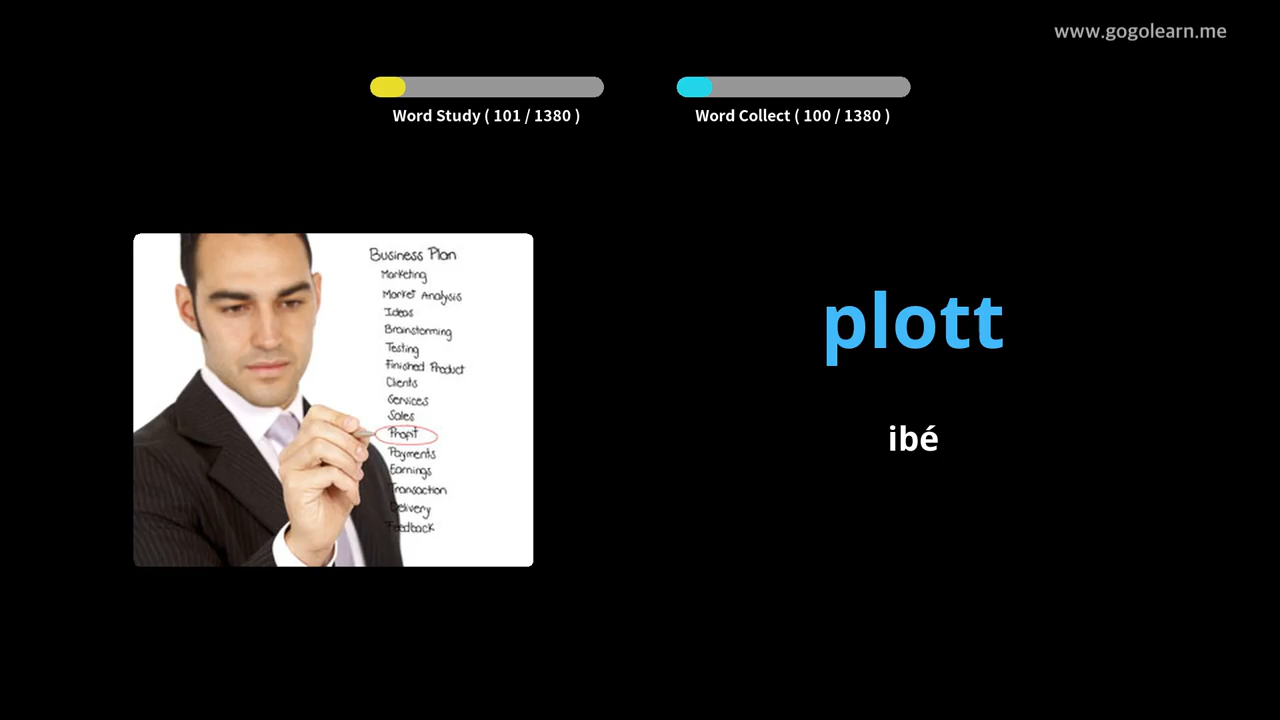 www.gogolearn.me
Word Study ( 101 / 1380 )
Word Collect ( 100 / 1380 )
Business Plan
Marketing
Market Analysis
Ideas
Brainstorming
Testing
Finished Product
Clients
Services
Sales
Profit
Payments
Earnings
Transaction
Delivery
Feedback
plott
ibé